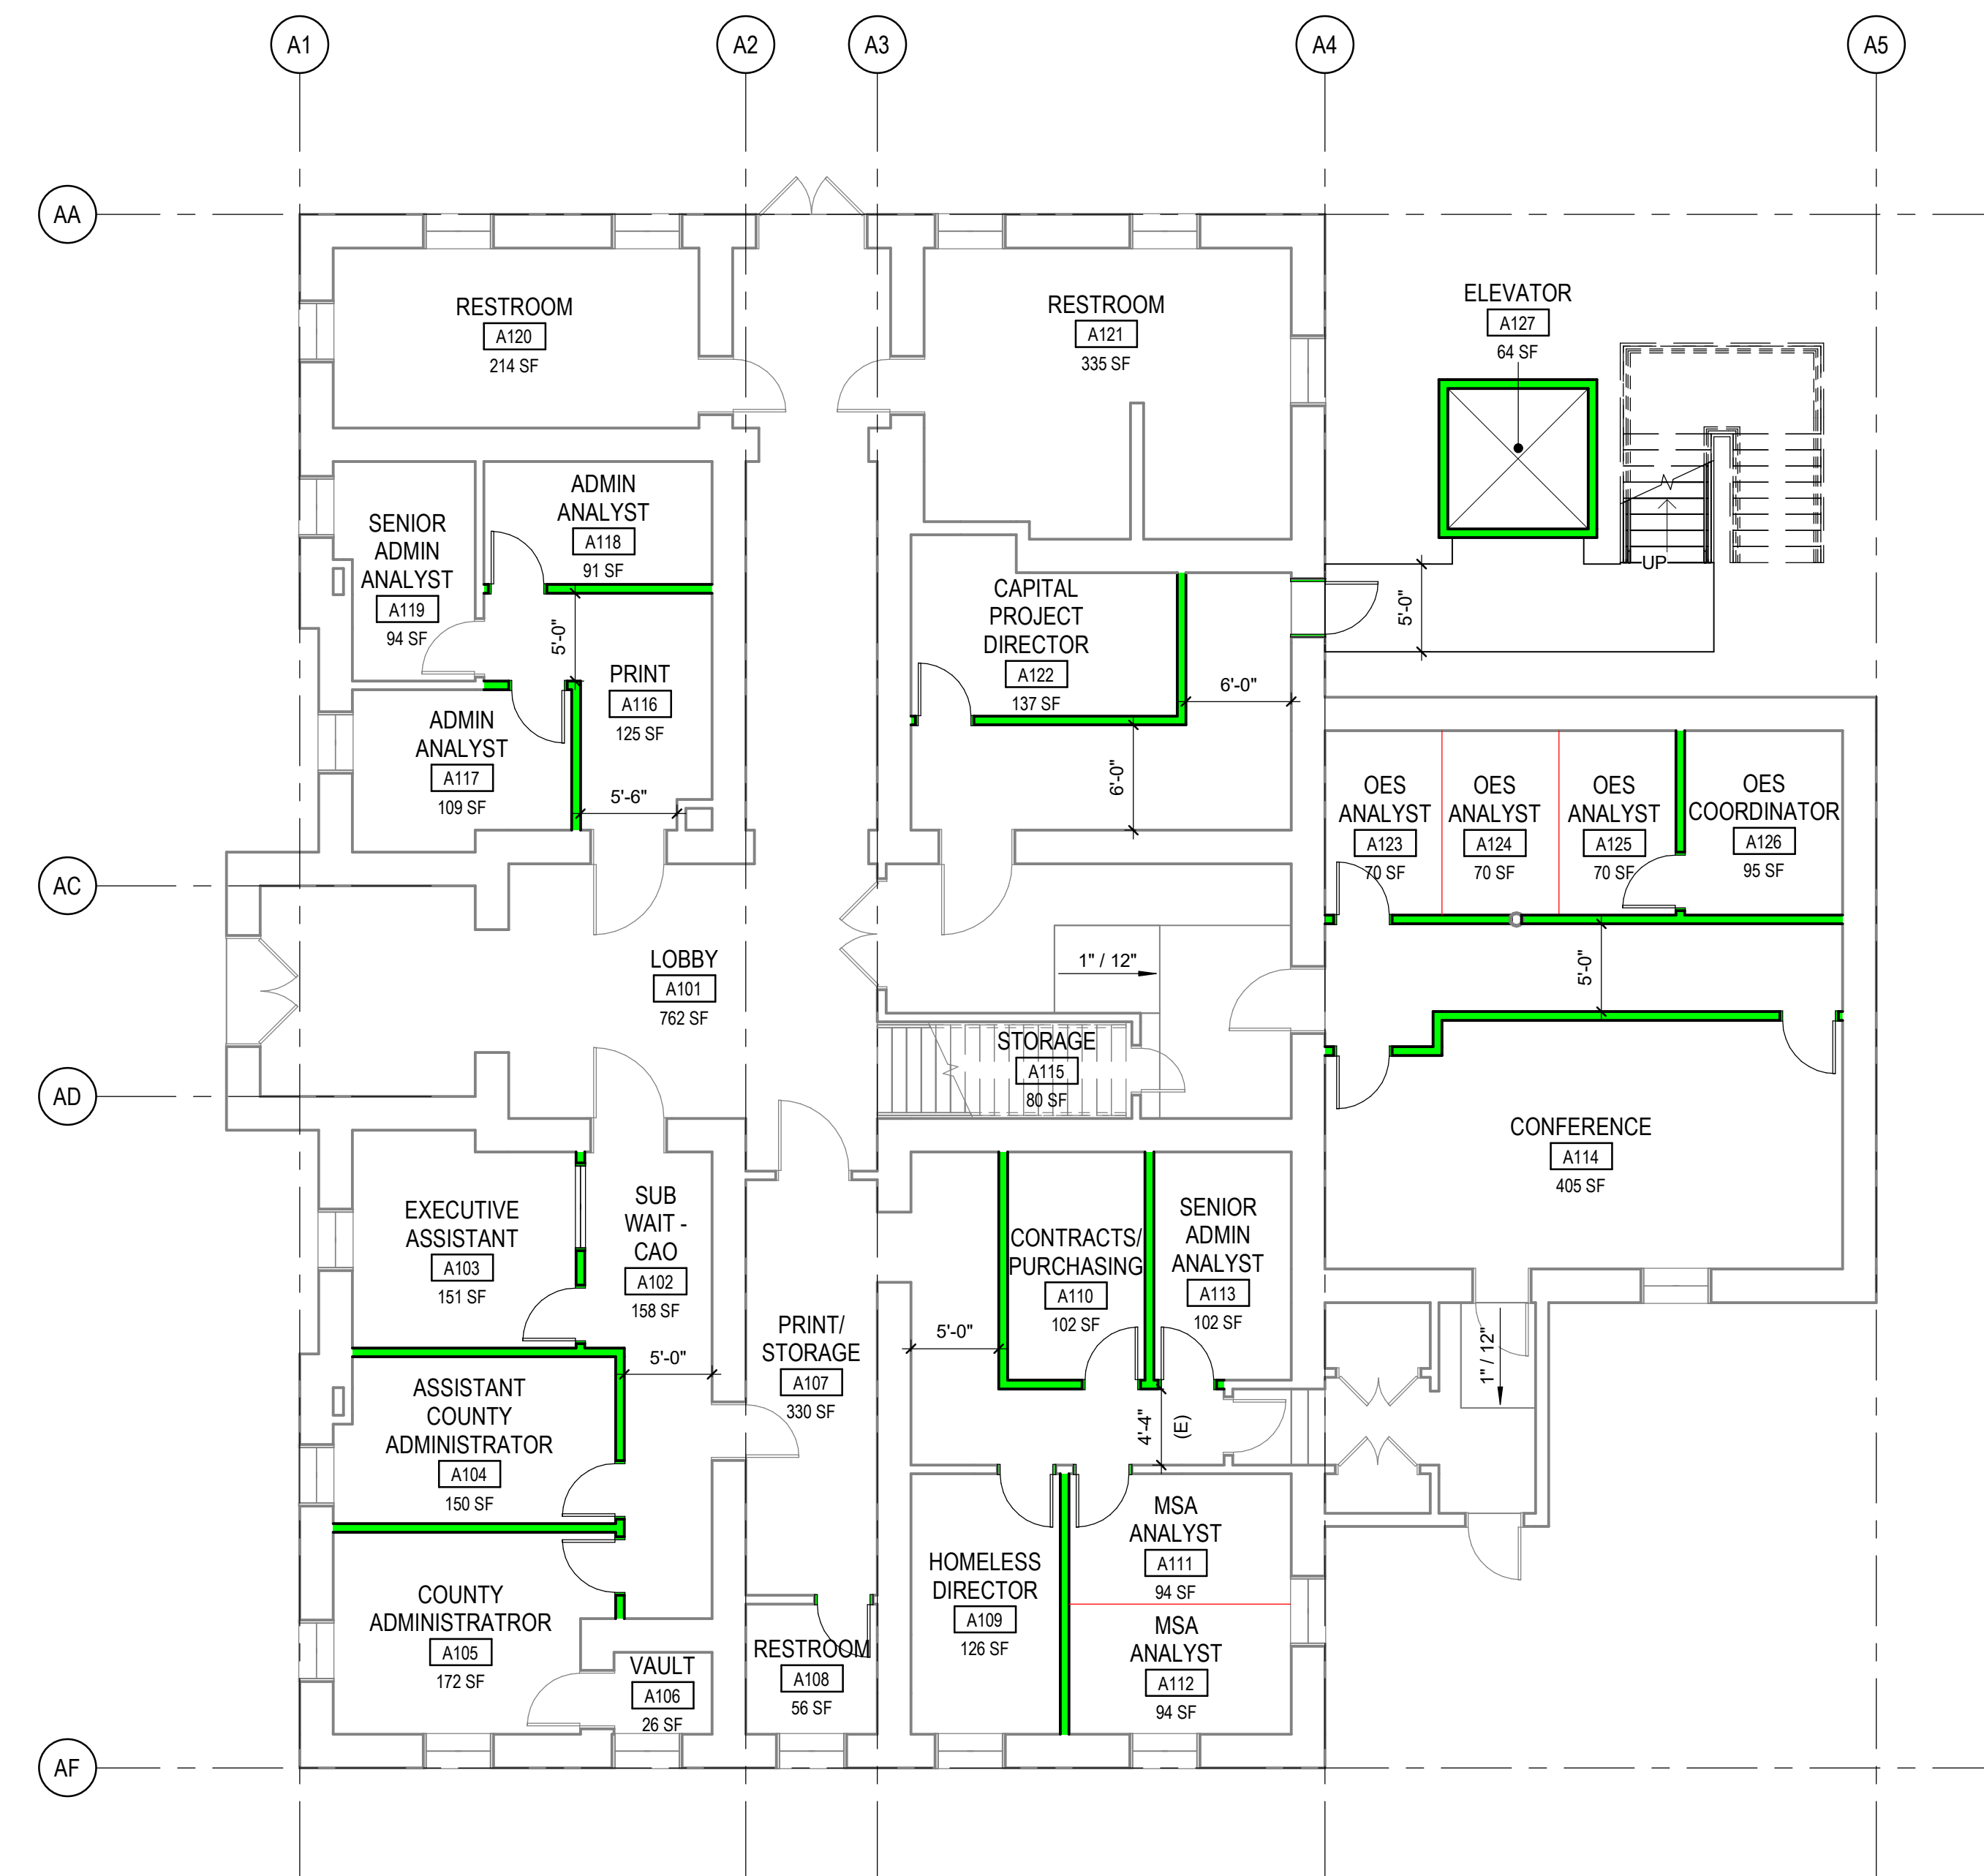 A1
A2
A3
A4
A5
AA
AC
AD
AF
RESTROOM
A120
214 SF
RESTROOM
A121
335 SF
ELEVATOR
A127
64 SF
UP
5'-0"
SENIOR
ADMIN
ANALYST
A119
94 SF
ADMIN
ANALYST
A118
91 SF
5'-0"
PRINT
A116
125 SF
5'-6"
ADMIN
ANALYST
A117
109 SF
CAPITAL
PROJECT
DIRECTOR
A122
137 SF
6'-0"
6'-0"
OES
ANALYST
A123
70 SF
OES
ANALYST
A124
70 SF
OES
ANALYST
A125
70 SF
OES
COORDINATOR
A126
95 SF
5'-0"
LOBBY
A101
762 SF
1" / 12"
STORAGE
A115
80 SF
CONFERENCE
A114
405 SF
EXECUTIVE
ASSISTANT
A103
151 SF
SUB
WAIT -
CAO
A102
158 SF
5'-0"
ASSISTANT
COUNTY
ADMINISTRATOR
A104
150 SF
COUNTY
ADMINISTRATROR
A105
172 SF
VAULT
A106
26 SF
PRINT/
STORAGE
A107
330 SF
RESTROOM
A108
56 SF
5'-0"
CONTRACTS/
PURCHASING
A110
102 SF
SENIOR
ADMIN
ANALYST
A113
102 SF
4'-4"
(E)
1" / 12"
HOMELESS
DIRECTOR
A109
126 SF
MSA
ANALYST
A111
94 SF
MSA
ANALYST
A112
94 SF